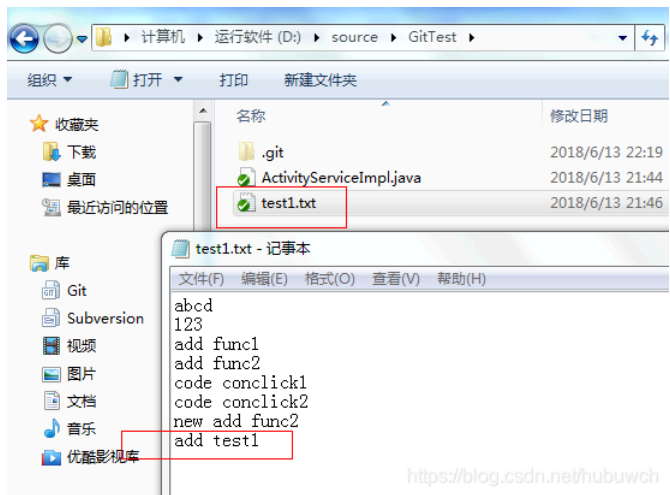 计算机 运行软件 (D:) source GitTest
组织 打开 打印 新建文件夹
名称 修改日期
收藏夹
下载
桌面
最近访问的位置
.git 2018/6/13 22:19
ActivityServiceImpl.java 2018/6/13 21:44
test1.txt 2018/6/13 21:46
库
Git
Subversion
视频
图片
文档
音乐
优酷影视库
test1.txt - 记事本
文件(F) 编辑(E) 格式(O) 查看(V) 帮助(H)
abcd
123
add func1
add func2
code conclick1
code conclick2
new add func2
add test1
https://blog.csdn.net/hubuwch